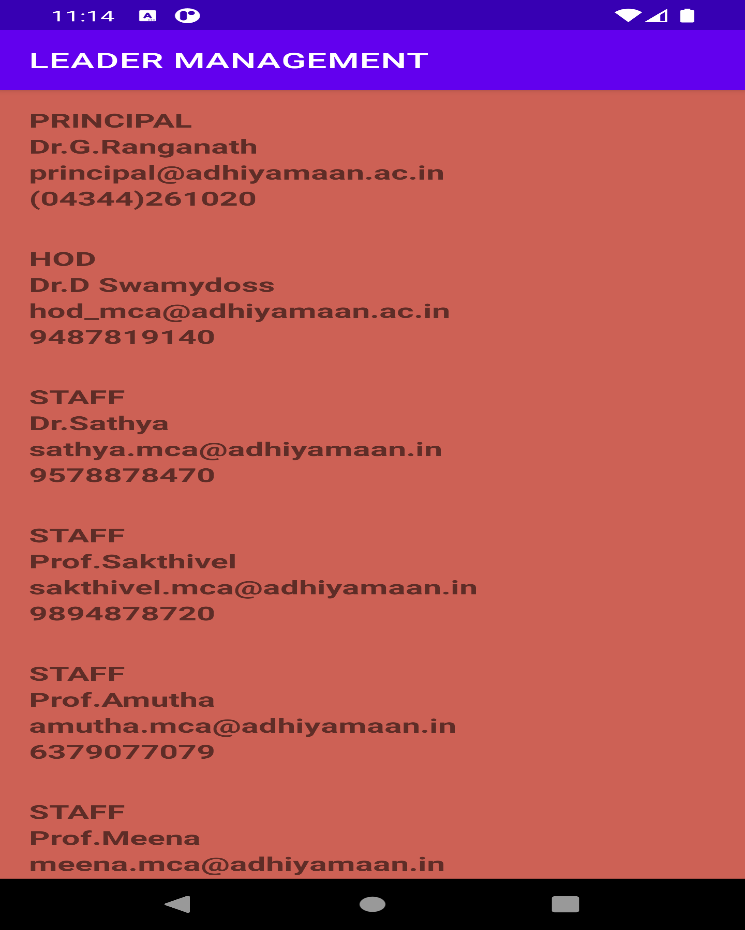 11:14
LEADER MANAGEMENT
PRINCIPAL
Dr.G.Ranganath
principal@adhiyamaan.ac.in
(04344)261020
HOD
Dr.D Swamydoss
hod_mca@adhiyamaan.ac.in
9487819140
STAFF
Dr.Sathya
sathya.mca@adhiyamaan.in
9578878470
STAFF
Prof.Sakthivel
sakthivel.mca@adhiyamaan.in
9894878720
STAFF
Prof.Amutha
amutha.mca@adhiyamaan.in
6379077079
STAFF
Prof.Meena
meena.mca@adhiyamaan.in